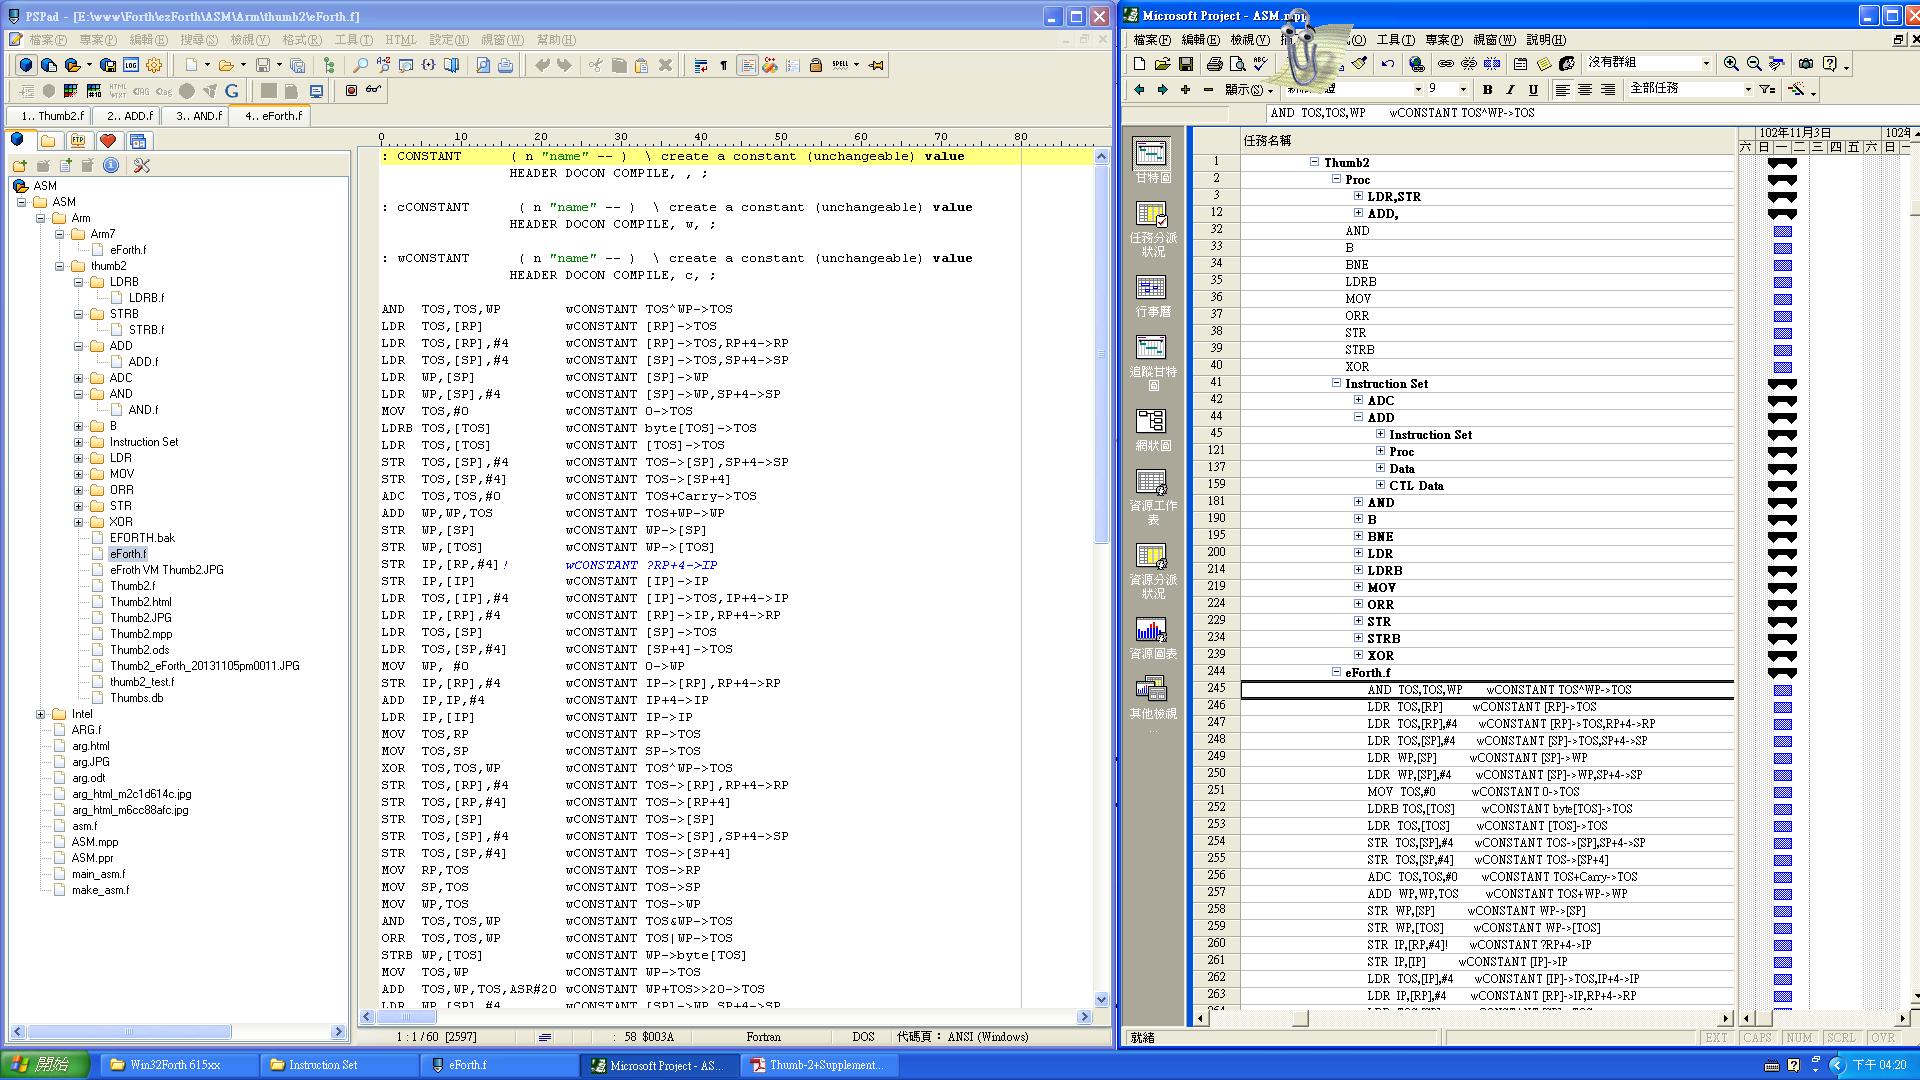 PSPad - [E:\www\Forth\ezForth\ASM\Arm\thumb2\eForth.f]
檔案(F) 專案(P) 編輯(E) 搜尋(S) 檢視(V) 格式(R) 工具(T) HTML 設定(N) 視窗(W) 幫助(H)
1.. Thumb2.f 2.. ADD.f 3.. AND.f 4.. eForth.f
ASM
ASM
Arm
Arm7
eForth.f
thumb2
LDRB
LDRB.f
STRB
STRB.f
ADD
ADD.f
ADC
AND
AND.f
B
Instruction Set
LDR
MOV
ORR
STR
XOR
EFORTH.bak
eForth.f
eFroth VM Thumb2.JPG
Thumb2.f
Thumb2.html
Thumb2.JPG
Thumb2.mpp
Thumb2.ods
Thumb2_eForth_20131105pm0011.JPG
thumb2_test.f
Thumbs.db
Intel
ARG.f
arg.html
arg.JPG
arg.odt
arg_html_m2c1d614c.jpg
arg_html_m6cc88afc.jpg
asm.f
ASM.mpp
ASM.ppr
main_asm.f
make_asm.f
0 10 20 30 40 50 60 70 80
: CONSTANT ( n "name" -- ) \ create a constant (unchangeable) value
HEADER DOCON COMPILE, , ;
: cCONSTANT ( n "name" -- ) \ create a constant (unchangeable) value
HEADER DOCON COMPILE, w, ;
: wCONSTANT ( n "name" -- ) \ create a constant (unchangeable) value
HEADER DOCON COMPILE, c, ;
AND TOS,TOS,WP wCONSTANT TOS^WP->TOS
LDR TOS,[RP] wCONSTANT [RP]->TOS
LDR TOS,[RP],#4 wCONSTANT [RP]->TOS,RP+4->RP
LDR TOS,[SP],#4 wCONSTANT [SP]->TOS,SP+4->SP
LDR WP,[SP] wCONSTANT [SP]->WP
LDR WP,[SP],#4 wCONSTANT [SP]->WP,SP+4->SP
MOV TOS,#0 wCONSTANT 0->TOS
LDRB TOS,[TOS] wCONSTANT byte[TOS]->TOS
LDR TOS,[TOS] wCONSTANT [TOS]->TOS
STR TOS,[SP],#4 wCONSTANT TOS->[SP],SP+4->SP
STR TOS,[SP,#4] wCONSTANT TOS->[SP+4]
ADC TOS,TOS,#0 wCONSTANT TOS+Carry->TOS
ADD WP,WP,TOS wCONSTANT TOS+WP->WP
STR WP,[SP] wCONSTANT WP->[SP]
STR WP,[TOS] wCONSTANT WP->[TOS]
STR IP,[RP,#4]! wCONSTANT ?RP+4->IP
STR IP,[IP] wCONSTANT [IP]->IP
LDR TOS,[IP],#4 wCONSTANT [IP]->TOS,IP+4->IP
LDR IP,[RP],#4 wCONSTANT [RP]->IP,RP+4->RP
LDR TOS,[SP] wCONSTANT [SP]->TOS
LDR TOS,[SP,#4] wCONSTANT [SP+4]->TOS
MOV WP, #0 wCONSTANT 0->WP
STR IP,[RP],#4 wCONSTANT IP->[RP],RP+4->RP
ADD IP,IP,#4 wCONSTANT IP+4->IP
LDR IP,[IP] wCONSTANT IP->IP
MOV TOS,RP wCONSTANT RP->TOS
MOV TOS,SP wCONSTANT SP->TOS
XOR TOS,TOS,WP wCONSTANT TOS^WP->TOS
STR TOS,[RP],#4 wCONSTANT TOS->[RP],RP+4->RP
STR TOS,[RP,#4] wCONSTANT TOS->[RP+4]
STR TOS,[SP] wCONSTANT TOS->[SP]
STR TOS,[SP],#4 wCONSTANT TOS->[SP],SP+4->SP
STR TOS,[SP,#4] wCONSTANT TOS->[SP+4]
MOV RP,TOS wCONSTANT TOS->RP
MOV SP,TOS wCONSTANT TOS->SP
MOV WP,TOS wCONSTANT TOS->WP
AND TOS,TOS,WP wCONSTANT TOS&WP->TOS
ORR TOS,TOS,WP wCONSTANT TOS|WP->TOS
STRB WP,[TOS] wCONSTANT WP->byte[TOS]
MOV TOS,WP wCONSTANT WP->TOS
ADD TOS,WP,TOS,ASR#20 wCONSTANT WP+TOS>>20->TOS
LDR WP,[SP],#4 wCONSTANT [SP]->WP,SP+4->SP
1 : 1 / 60 [2597] : 58 $003A Fortran DOS 代碼頁： ANSI (Windows)
Microsoft Project - ASM.mpp
檔案(F) 編輯(E) 檢視(V) (O) 工具(T) 專案(P) 視窗(W) 說明(H)
沒有群組
顯示(S) 9 B I U 全部任務
AND TOS,TOS,WP wCONSTANT TOS^WP->TOS
甘特圖
任務分派狀況
行事曆
追蹤甘特圖
網狀圖
資源工作表
資源分派狀況
資源圖表
其他檢視
...
任務名稱
102年11月3日 102年
六 日 一 二 三 四 五 六 日 一
1 Thumb2
2 Proc
3 LDR,STR
12 ADD,
32 AND
33 B
34 BNE
35 LDRB
36 MOV
37 ORR
38 STR
39 STRB
40 XOR
41 Instruction Set
42 ADC
44 ADD
45 Instruction Set
121 Proc
137 Data
159 CTL Data
181 AND
190 B
195 BNE
200 LDR
214 LDRB
219 MOV
224 ORR
229 STR
234 STRB
239 XOR
244 eForth.f
245 AND TOS,TOS,WP wCONSTANT TOS^WP->TOS
246 LDR TOS,[RP] wCONSTANT [RP]->TOS
247 LDR TOS,[RP],#4 wCONSTANT [RP]->TOS,RP+4->RP
248 LDR TOS,[SP],#4 wCONSTANT [SP]->TOS,SP+4->SP
249 LDR WP,[SP] wCONSTANT [SP]->WP
250 LDR WP,[SP],#4 wCONSTANT [SP]->WP,SP+4->SP
251 MOV TOS,#0 wCONSTANT 0->TOS
252 LDRB TOS,[TOS] wCONSTANT byte[TOS]->TOS
253 LDR TOS,[TOS] wCONSTANT [TOS]->TOS
254 STR TOS,[SP],#4 wCONSTANT TOS->[SP],SP+4->SP
255 STR TOS,[SP,#4] wCONSTANT TOS->[SP+4]
256 ADC TOS,TOS,#0 wCONSTANT TOS+Carry->TOS
257 ADD WP,WP,TOS wCONSTANT TOS+WP->WP
258 STR WP,[SP] wCONSTANT WP->[SP]
259 STR WP,[TOS] wCONSTANT WP->[TOS]
260 STR IP,[RP,#4]! wCONSTANT ?RP+4->IP
261 STR IP,[IP] wCONSTANT [IP]->IP
262 LDR TOS,[IP],#4 wCONSTANT [IP]->TOS,IP+4->IP
263 LDR IP,[RP],#4 wCONSTANT [RP]->IP,RP+4->RP
就緒 EXT CAPS NUM SCRL OVR
開始 Win32Forth 615xx Instruction Set eForth.f Microsoft Project - AS... Thumb-2+Supplement... 下午 04:20